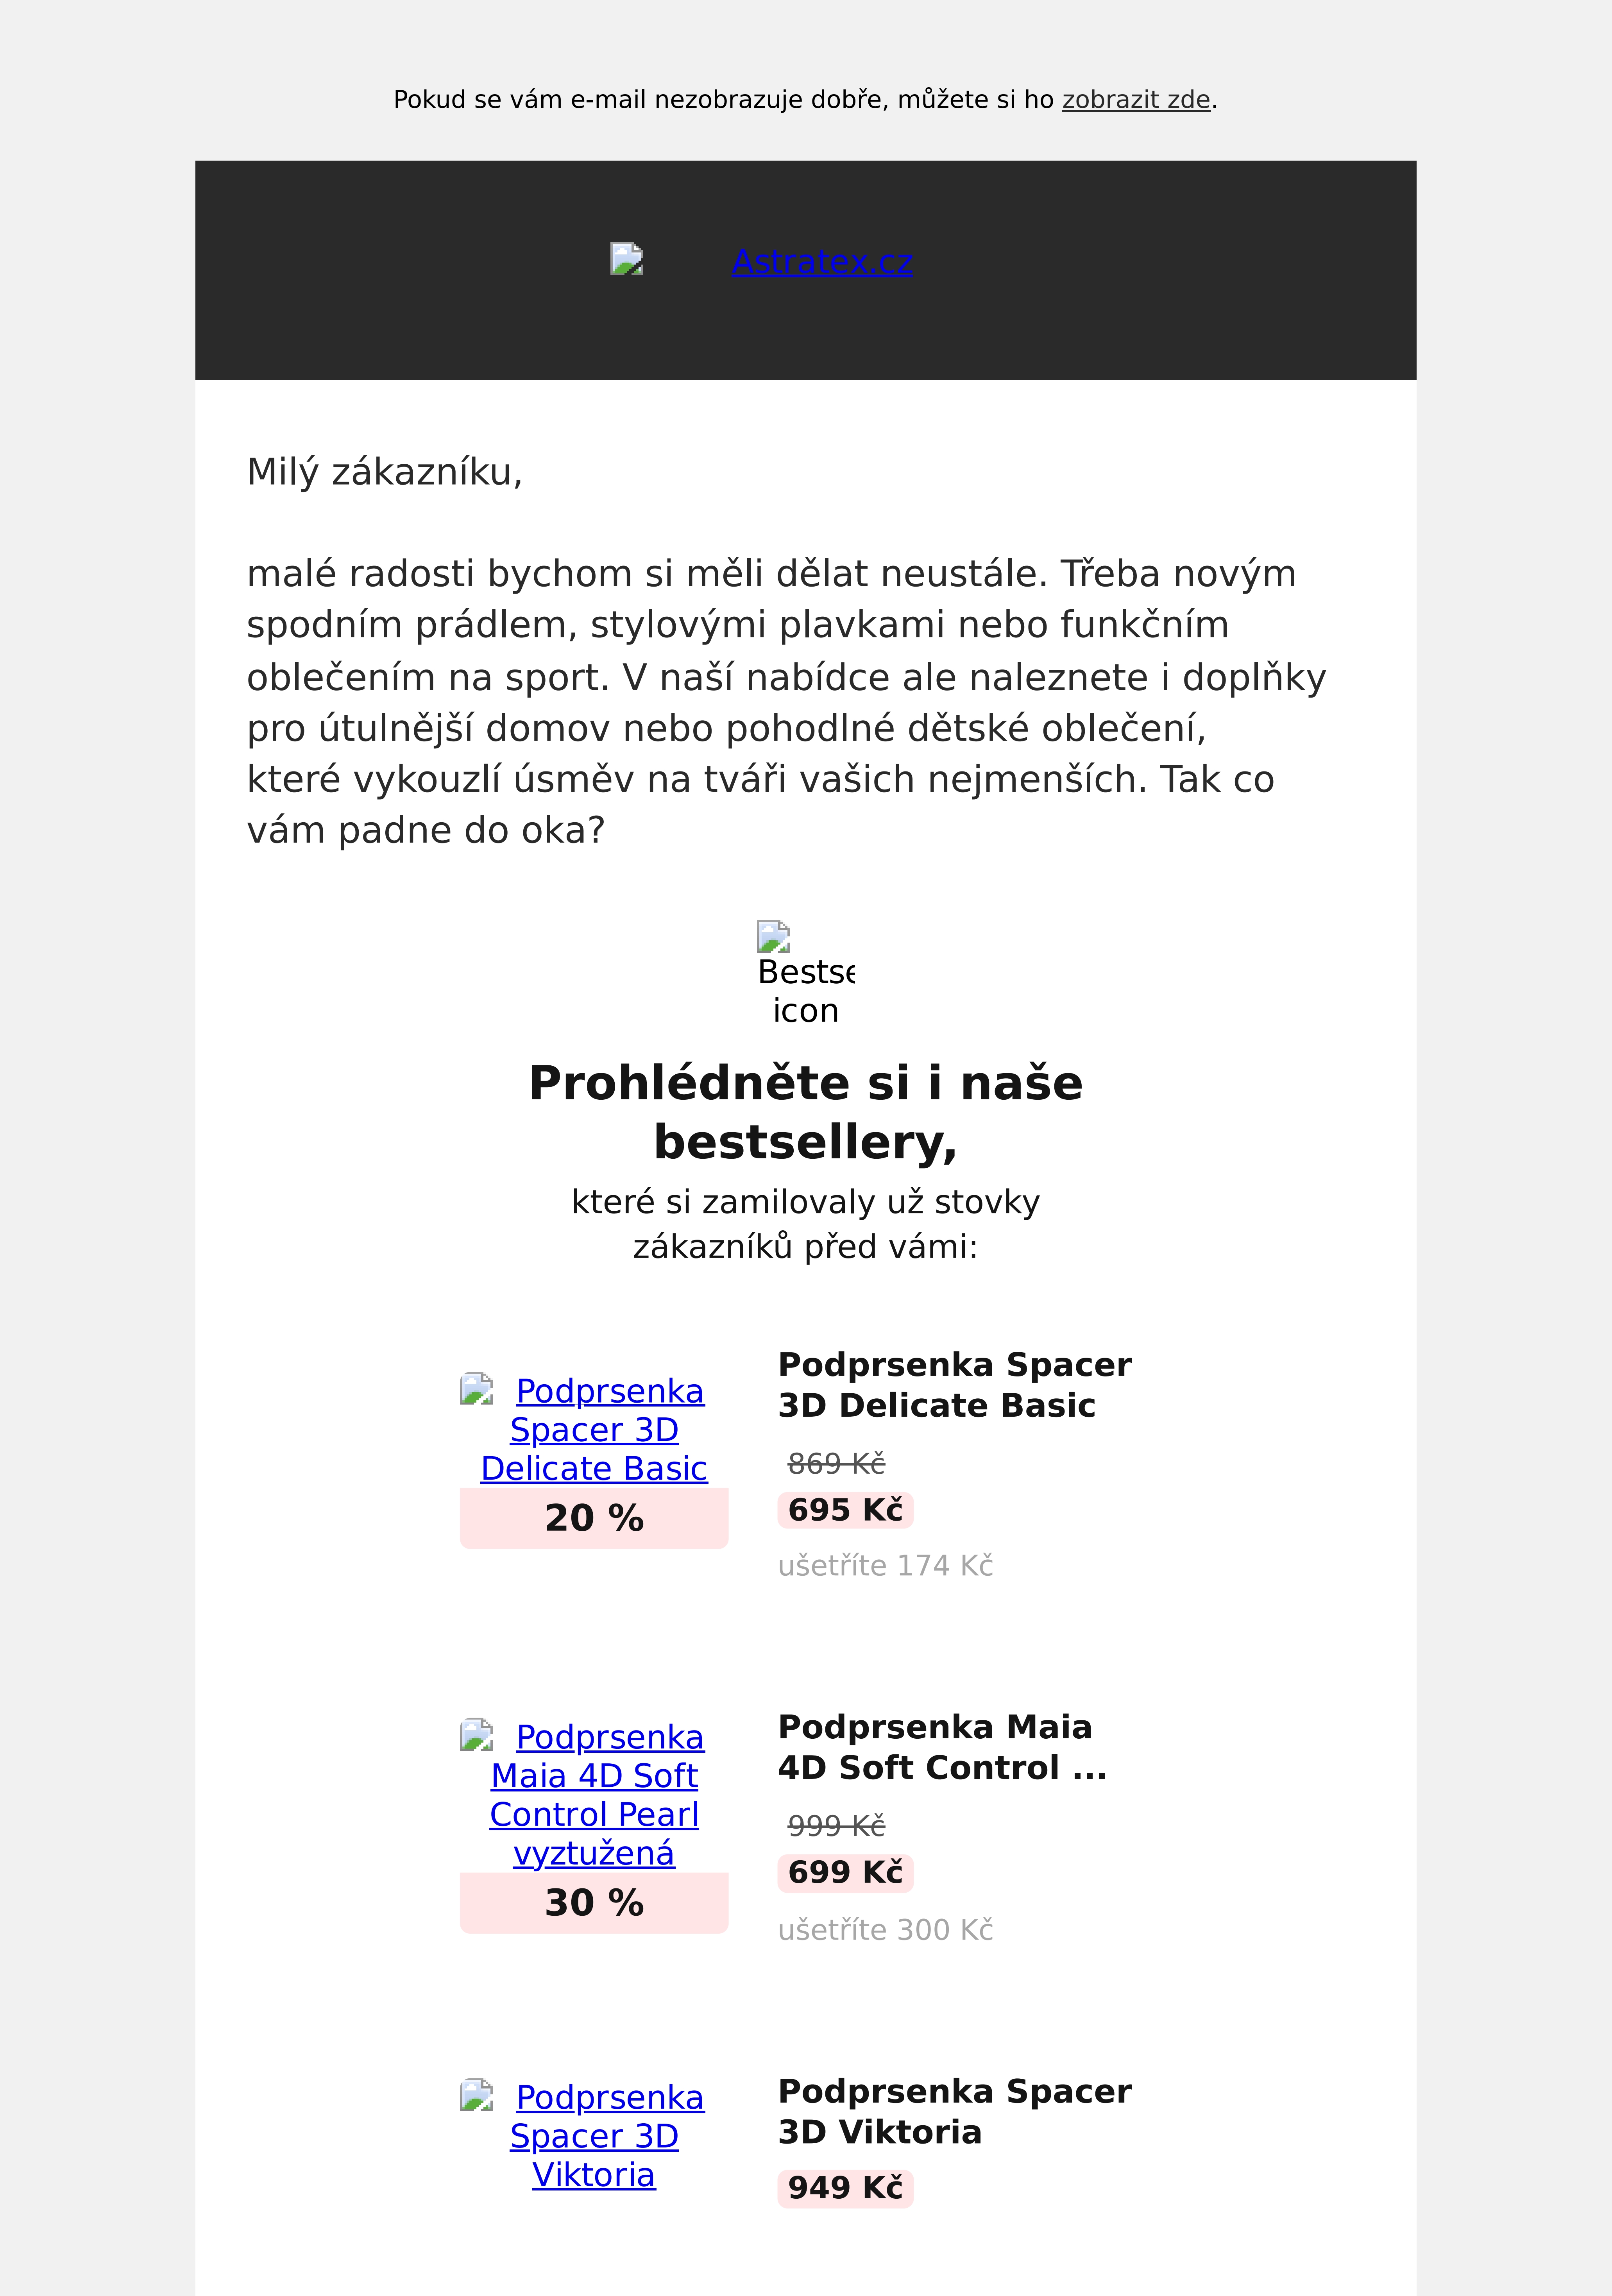 Pokud se vám e-mail nezobrazuje dobře, můžete si ho zobrazit zde.
Astratex.cz
Milý zákazníku,
malé radosti bychom si měli dělat neustále. Třeba novým
spodním prádlem, stylovými plavkami nebo funkčním
oblečením na sport. V naší nabídce ale naleznete i doplňky
pro útulnější domov nebo pohodlné dětské oblečení,
které vykouzlí úsměv na tváři vašich nejmenších. Tak co
vám padne do oka?
icon
Prohlédněte si i naše
bestsellery,
které si zamilovaly už stovky
zákazníků před vámi:
Podprsenka
Spacer 3D
Delicate Basic
20 %
Podprsenka Spacer
3D Delicate Basic
869 Kč
695 Kč
ušetříte 174 Kč
Podprsenka
Maia 4D Soft
Control Pearl
vyztužená
30 %
Podprsenka Maia
4D Soft Control ...
999 Kč
699 Kč
ušetříte 300 Kč
Podprsenka
Spacer 3D
Viktoria
Podprsenka Spacer
3D Viktoria
949 Kč